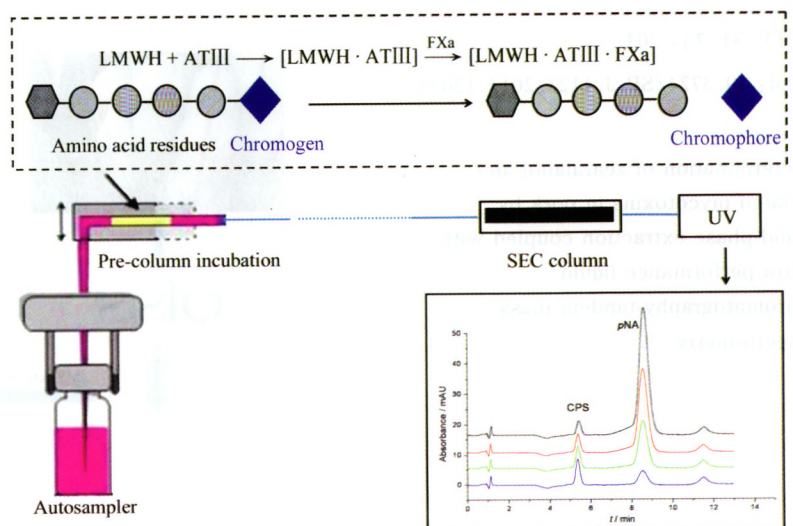 LMWH + ATⅢ → [LMWH · ATⅢ] FXa → [LMWH · ATⅢ · FXa]
Amino acid residues Chromogen
Chromophore
Pre-column incubation
SEC column
UV
Autosampler
pNA
CPS
Absorbance / mAU
50
40
30
20
10
0
0 2 4 6 8 10 12 14
t / min